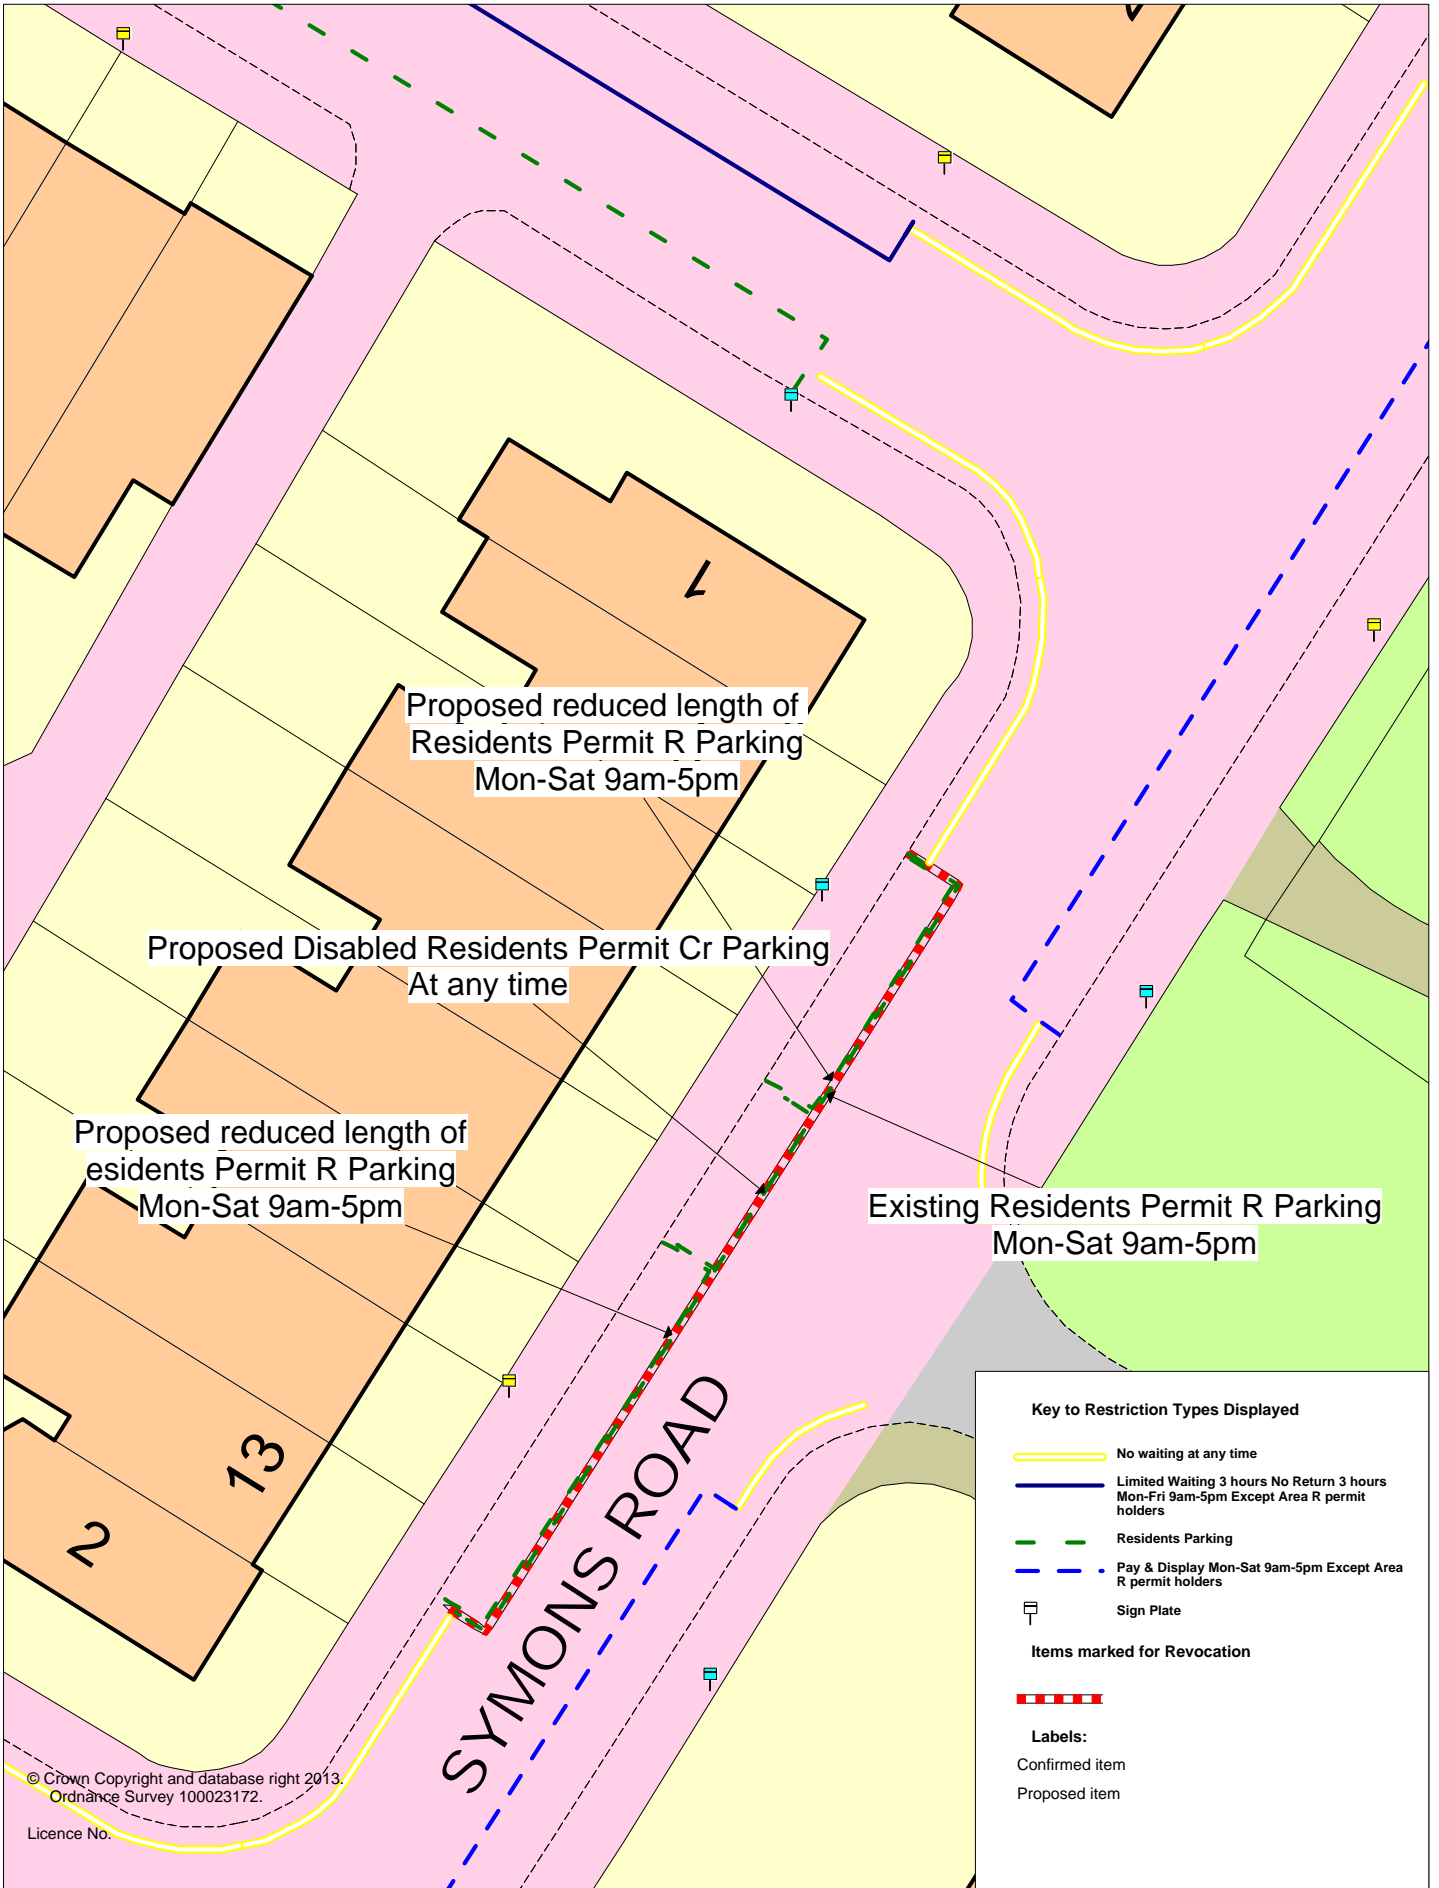 1
Proposed reduced length of
Residents Permit R Parking
Mon-Sat 9am-5pm
Proposed Disabled Residents Permit Cr Parking
At any time
Proposed reduced length of
esidents Permit R Parking
Mon-Sat 9am-5pm
Existing Residents Permit R Parking
Mon-Sat 9am-5pm
13
2
SYMONS ROAD
Key to Restriction Types Displayed
No waiting at any time
Limited Waiting 3 hours No Return 3 hours
Mon-Fri 9am-5pm Except Area R permit
holders
Residents Parking
Pay & Display Mon-Sat 9am-5pm Except Area
R permit holders
Sign Plate
Items marked for Revocation
Labels:
Confirmed item
Proposed item
© Crown Copyright and database right 2013.
Ordnance Survey 100023172.
Licence No.